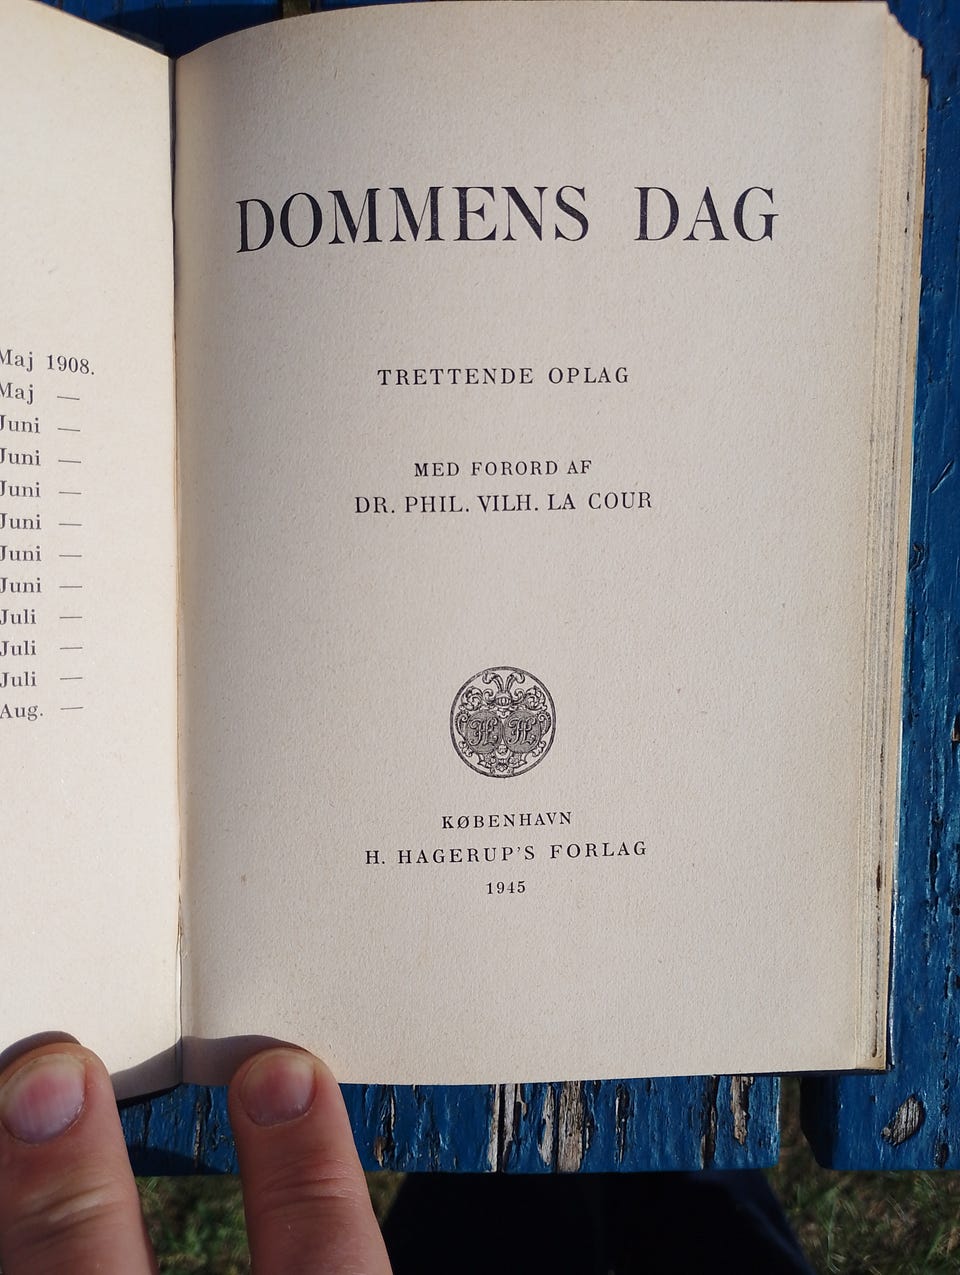 Maj 1908.
Maj —
Juni —
Juni —
Juni —
Juni —
Juni —
Juni —
Juli —
Juli —
Juli —
Aug. —
DOMMENS DAG
TRETTENDE OPLAG
MED FORORD AF
DR. PHIL. VILH. LA COUR
H. H.
KØBENHAVN
H. HAGERUP'S FORLAG
1945